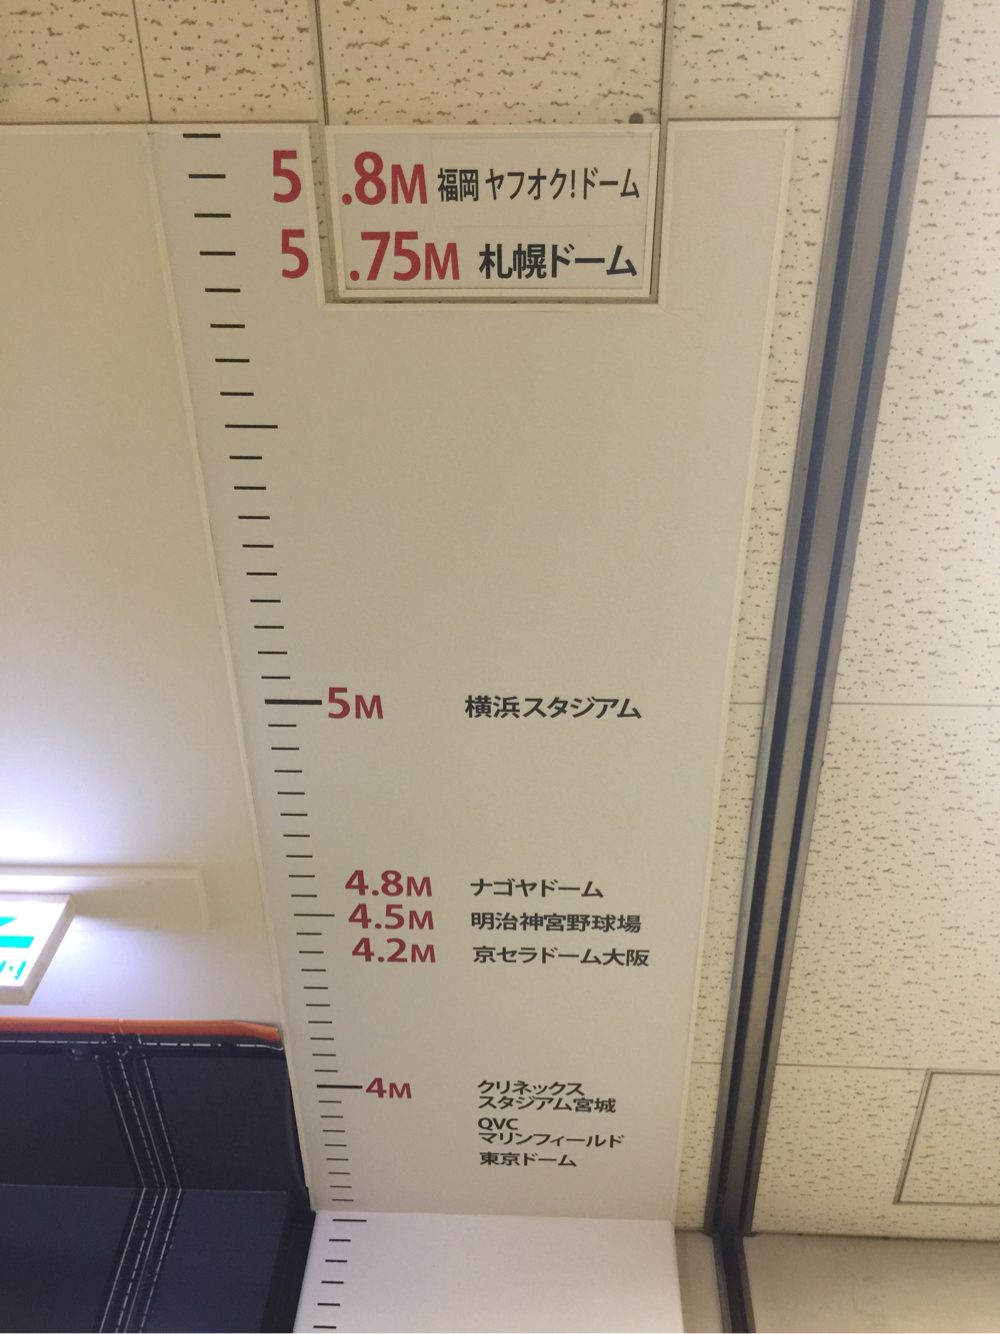 5.8M 福岡 ヤフオク!ドーム
5.75M 札幌ドーム
5M 横浜スタジアム
4.8M ナゴヤドーム
4.5M 明治神宮野球場
4.2M 京セラドーム大阪
4M クリネックス
スタジアム宮城
QVC
マリンフィールド
東京ドーム